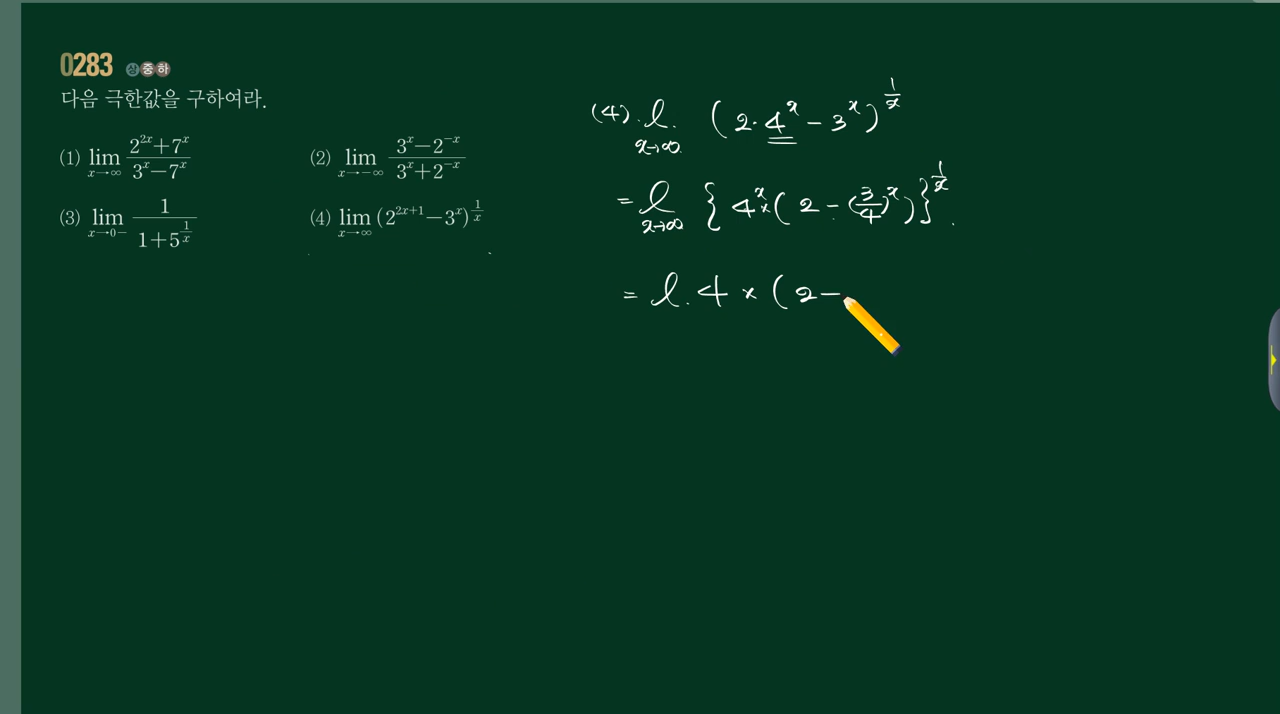 0283 상 중 하
다음 극한값을 구하여라.
(1) lim_{x→∞} (2^{2x}+7^x)/(3^x−7^x) (2) lim_{x→−∞} (3^x−2^{−x})/(3^x+2^{−x})
(3) lim_{x→0−} 1/(1+5^{1/x}) (4) lim_{x→∞} (2^{2x+1}−3^x)^{1/x}
(4). l._{x→∞} (2·4^x − 3^x)^{1/x}
= l_{x→∞} {4^x × (2 − (3/4)^x)}^{1/x}.
= l. 4 × (2 −